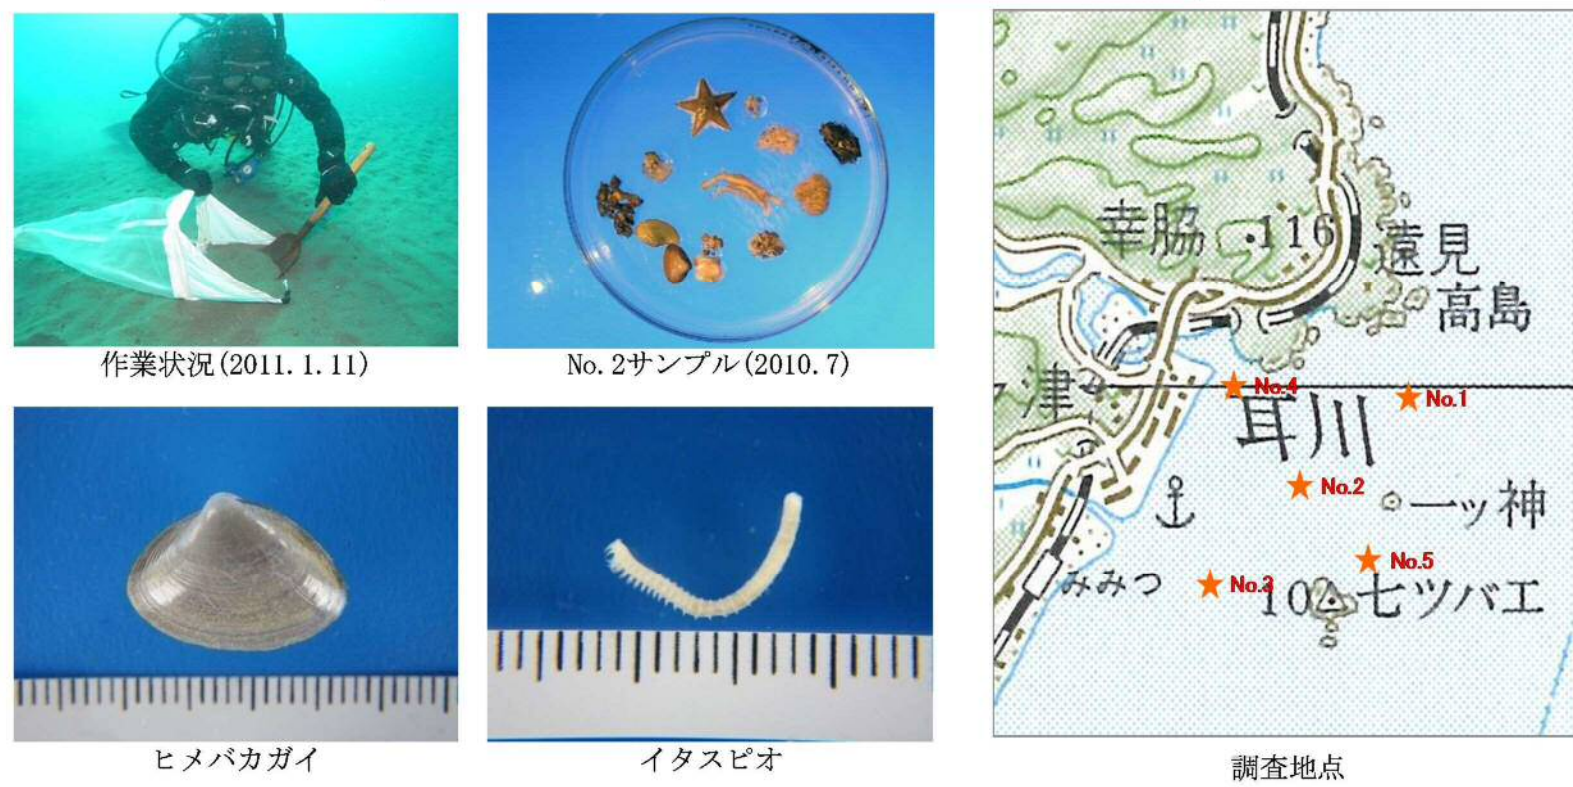 作業状況(2011.1.11)
No.2サンプル(2010.7)
ヒメバカガイ
イタスピオ
幸脇
116
遠見
高島
津
No.4
No.1
耳川
No.2
一ッ神
No.5
みみつ
No.3
10
七ツバエ
調査地点